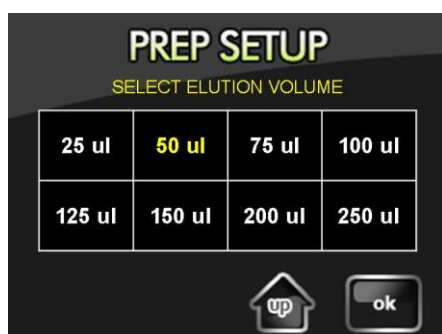 PREP SETUP
SELECT ELUTION VOLUME
25 ul 50 ul 75 ul 100 ul
125 ul 150 ul 200 ul 250 ul
up ok